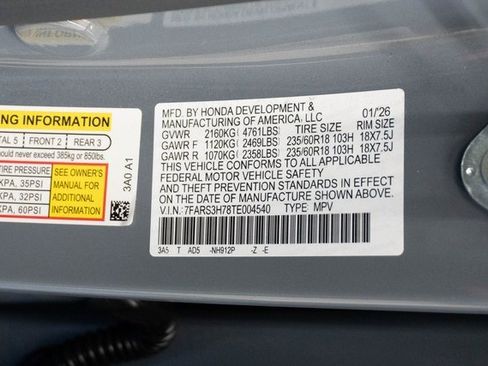 NG INFORMATION
TAL 5 FRONT 2 REAR 3
hould never exceed 385kg or 850lbs.
TIRE PRESSURE
KPA, 35PSI
KPA, 32PSI
KPA, 60PSI
SEE OWNER'S
MANUAL FOR
ADDITIONAL
INFORMATION
3A0 A1
MFD. BY HONDA DEVELOPMENT & 01/'26
MANUFACTURING OF AMERICA, LLC
GVWR 2160KG( 4761LBS) TIRE SIZE RIM SIZE
GAWR F 1120KG( 2469LBS) 235/60R18 103H 18X7.5J
GAWR R 1070KG( 2358LBS) 235/60R18 103H 18X7.5J
THIS VEHICLE CONFORMS TO ALL APPLICABLE
FEDERAL MOTOR VEHICLE SAFETY
AND THEFT PREVENTION STANDARDS IN EFFECT
ON THE DATE OF MANUFACTURE SHOWN ABOVE.
V.I.N.: 7FARS3H78TE004540 TYPE: MPV
3A5 T AD5 -NH912P -Z -E